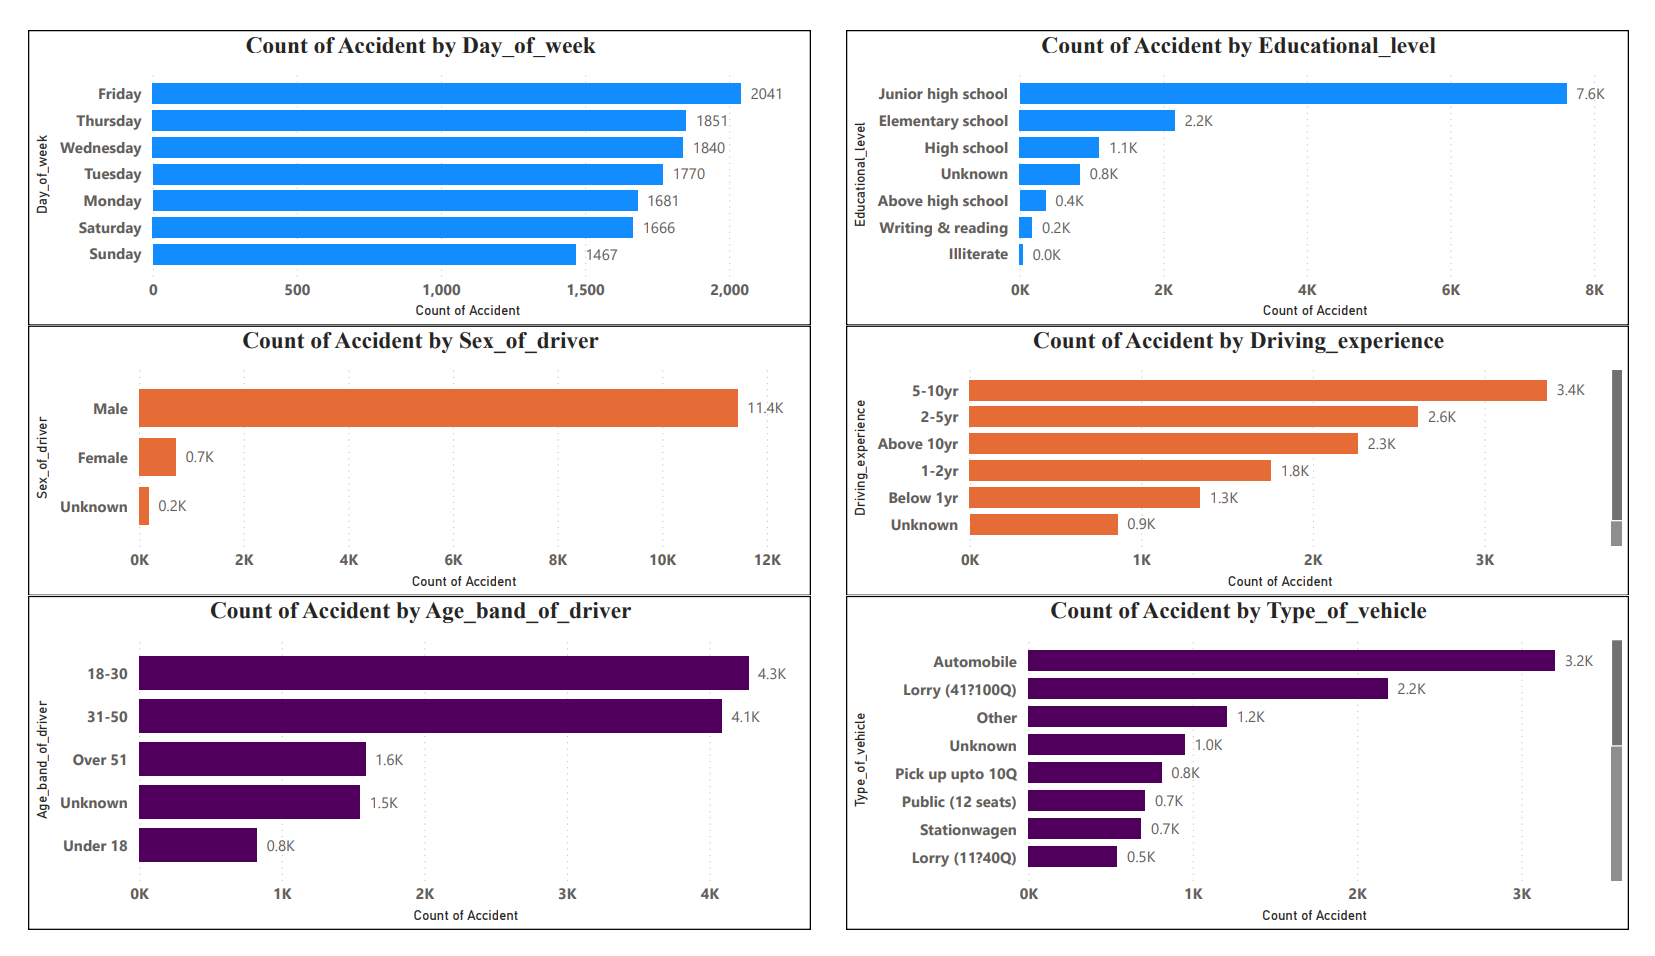 Count of Accident by Day_of_week
Day_of_week
Friday 2041
Thursday 1851
Wednesday 1840
Tuesday 1770
Monday 1681
Saturday 1666
Sunday 1467
0 500 1,000 1,500 2,000
Count of Accident
Count of Accident by Educational_level
Educational_level
Junior high school 7.6K
Elementary school 2.2K
High school 1.1K
Unknown 0.8K
Above high school 0.4K
Writing & reading 0.2K
Illiterate 0.0K
0K 2K 4K 6K 8K
Count of Accident
Count of Accident by Sex_of_driver
Sex_of_driver
Male 11.4K
Female 0.7K
Unknown 0.2K
0K 2K 4K 6K 8K 10K 12K
Count of Accident
Count of Accident by Driving_experience
Driving_experience
5-10yr 3.4K
2-5yr 2.6K
Above 10yr 2.3K
1-2yr 1.8K
Below 1yr 1.3K
Unknown 0.9K
0K 1K 2K 3K
Count of Accident
Count of Accident by Age_band_of_driver
Age_band_of_driver
18-30 4.3K
31-50 4.1K
Over 51 1.6K
Unknown 1.5K
Under 18 0.8K
0K 1K 2K 3K 4K
Count of Accident
Count of Accident by Type_of_vehicle
Type_of_vehicle
Automobile 3.2K
Lorry (41?100Q) 2.2K
Other 1.2K
Unknown 1.0K
Pick up upto 10Q 0.8K
Public (12 seats) 0.7K
Stationwagen 0.7K
Lorry (11?40Q) 0.5K
0K 1K 2K 3K
Count of Accident